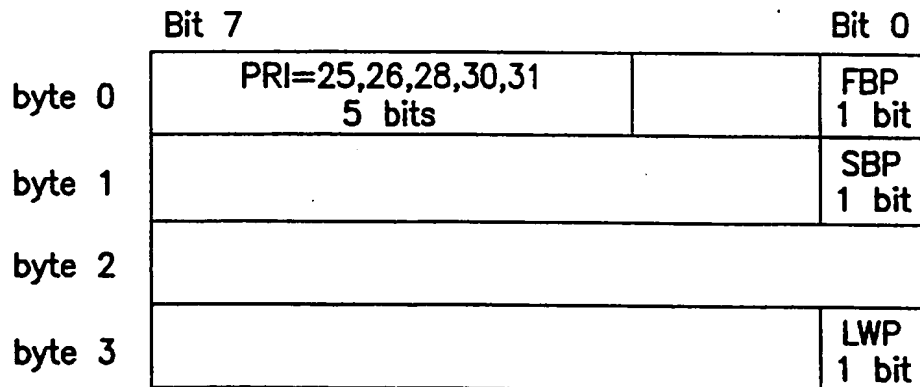 Bit 7 Bit 0
byte 0 PRI=25,26,28,30,31 FBP
5 bits 1 bit
byte 1 SBP
1 bit
byte 2
byte 3 LWP
1 bit